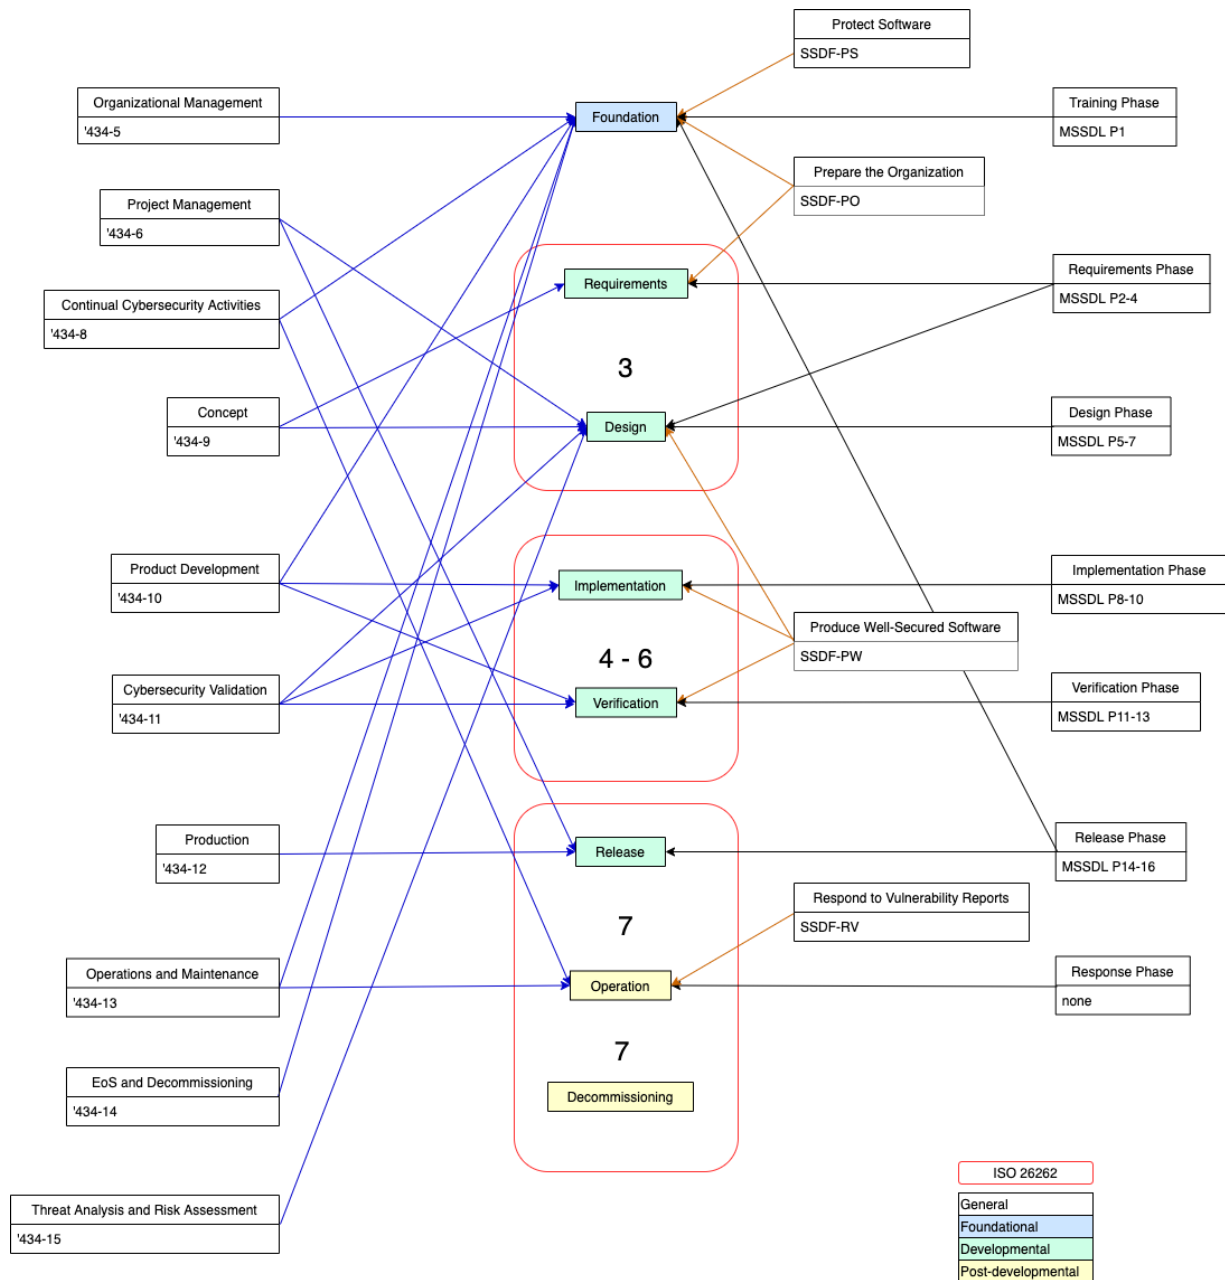 Protect Software
SSDF-PS
Organizational Management
'434-5
Foundation
Training Phase
MSSDL P1
Prepare the Organization
SSDF-PO
Project Management
'434-6
Requirements
Requirements Phase
MSSDL P2-4
Continual Cybersecurity Activities
'434-8
3
Concept
'434-9
Design
Design Phase
MSSDL P5-7
Product Development
'434-10
Implementation
Implementation Phase
MSSDL P8-10
Produce Well-Secured Software
SSDF-PW
4 - 6
Cybersecurity Validation
'434-11
Verification
Verification Phase
MSSDL P11-13
Production
'434-12
Release
Release Phase
MSSDL P14-16
Respond to Vulnerability Reports
SSDF-RV
7
Operations and Maintenance
'434-13
Operation
Response Phase
none
7
EoS and Decommissioning
'434-14
Decommissioning
Threat Analysis and Risk Assessment
'434-15
ISO 26262
General
Foundational
Developmental
Post-developmental